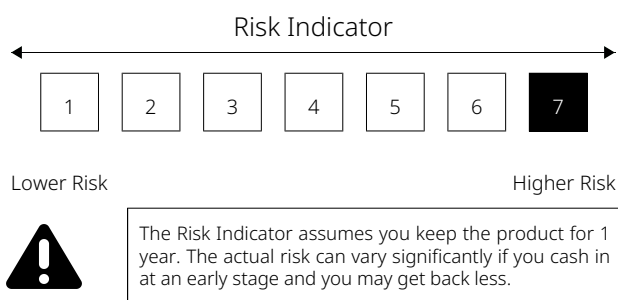 Risk Indicator
1 2 3 4 5 6 7
Lower Risk Higher Risk
The Risk Indicator assumes you keep the product for 1
year. The actual risk can vary significantly if you cash in
at an early stage and you may get back less.